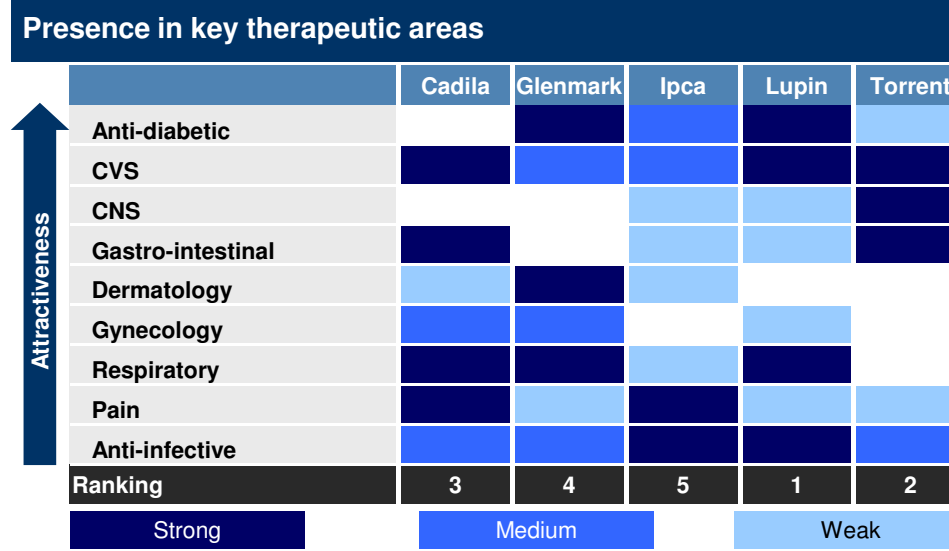 Presence in key therapeutic areas
Cadila Glenmark Ipca Lupin Torrent
Attractiveness
Anti-diabetic
CVS
CNS
Gastro-intestinal
Dermatology
Gynecology
Respiratory
Pain
Anti-infective
Ranking 3 4 5 1 2
Strong Medium Weak